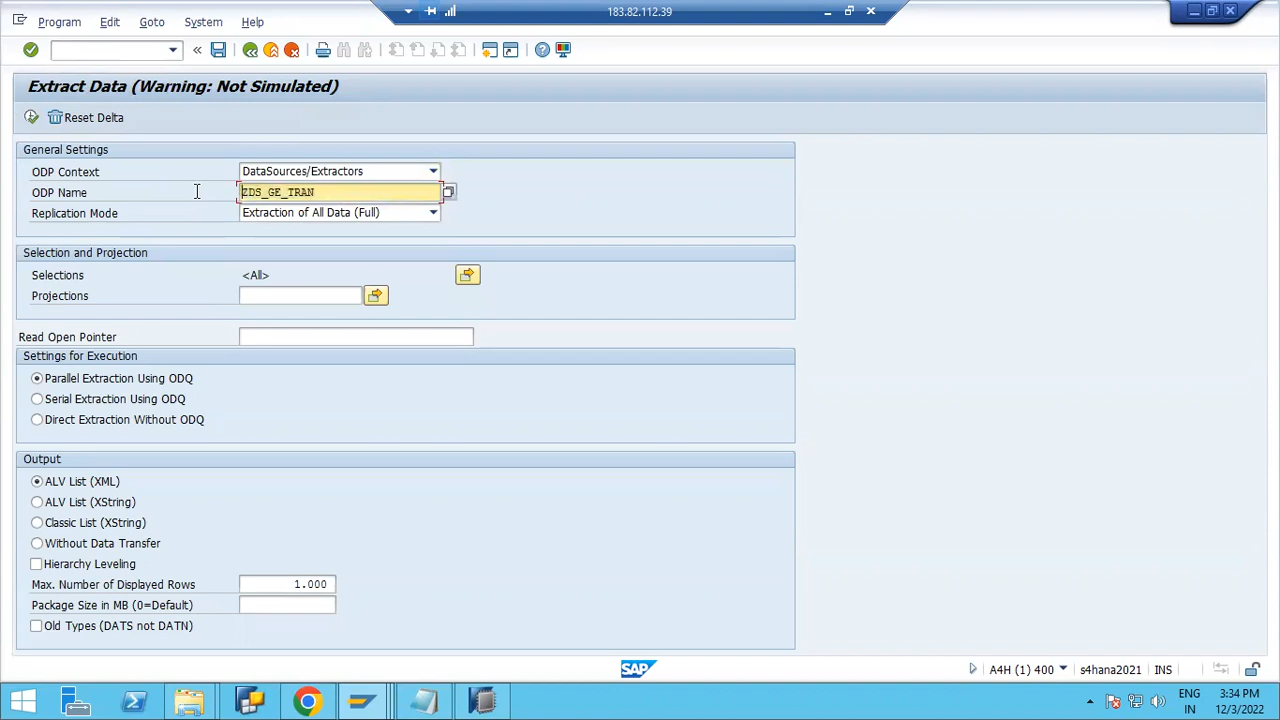 183.82.112.39
Program Edit Goto System Help
Extract Data (Warning: Not Simulated)
Reset Delta
General Settings
ODP Context DataSources/Extractors
ODP Name ZDS_GE_TRAN
Replication Mode Extraction of All Data (Full)
Selection and Projection
Selections <All>
Projections
Read Open Pointer
Settings for Execution
Parallel Extraction Using ODQ
Serial Extraction Using ODQ
Direct Extraction Without ODQ
Output
ALV List (XML)
ALV List (XString)
Classic List (XString)
Without Data Transfer
Hierarchy Leveling
Max. Number of Displayed Rows 1.000
Package Size in MB (0=Default)
Old Types (DATS not DATN)
SAP
A4H (1) 400 s4hana2021 INS
ENG 3:34 PM
IN 12/3/2022